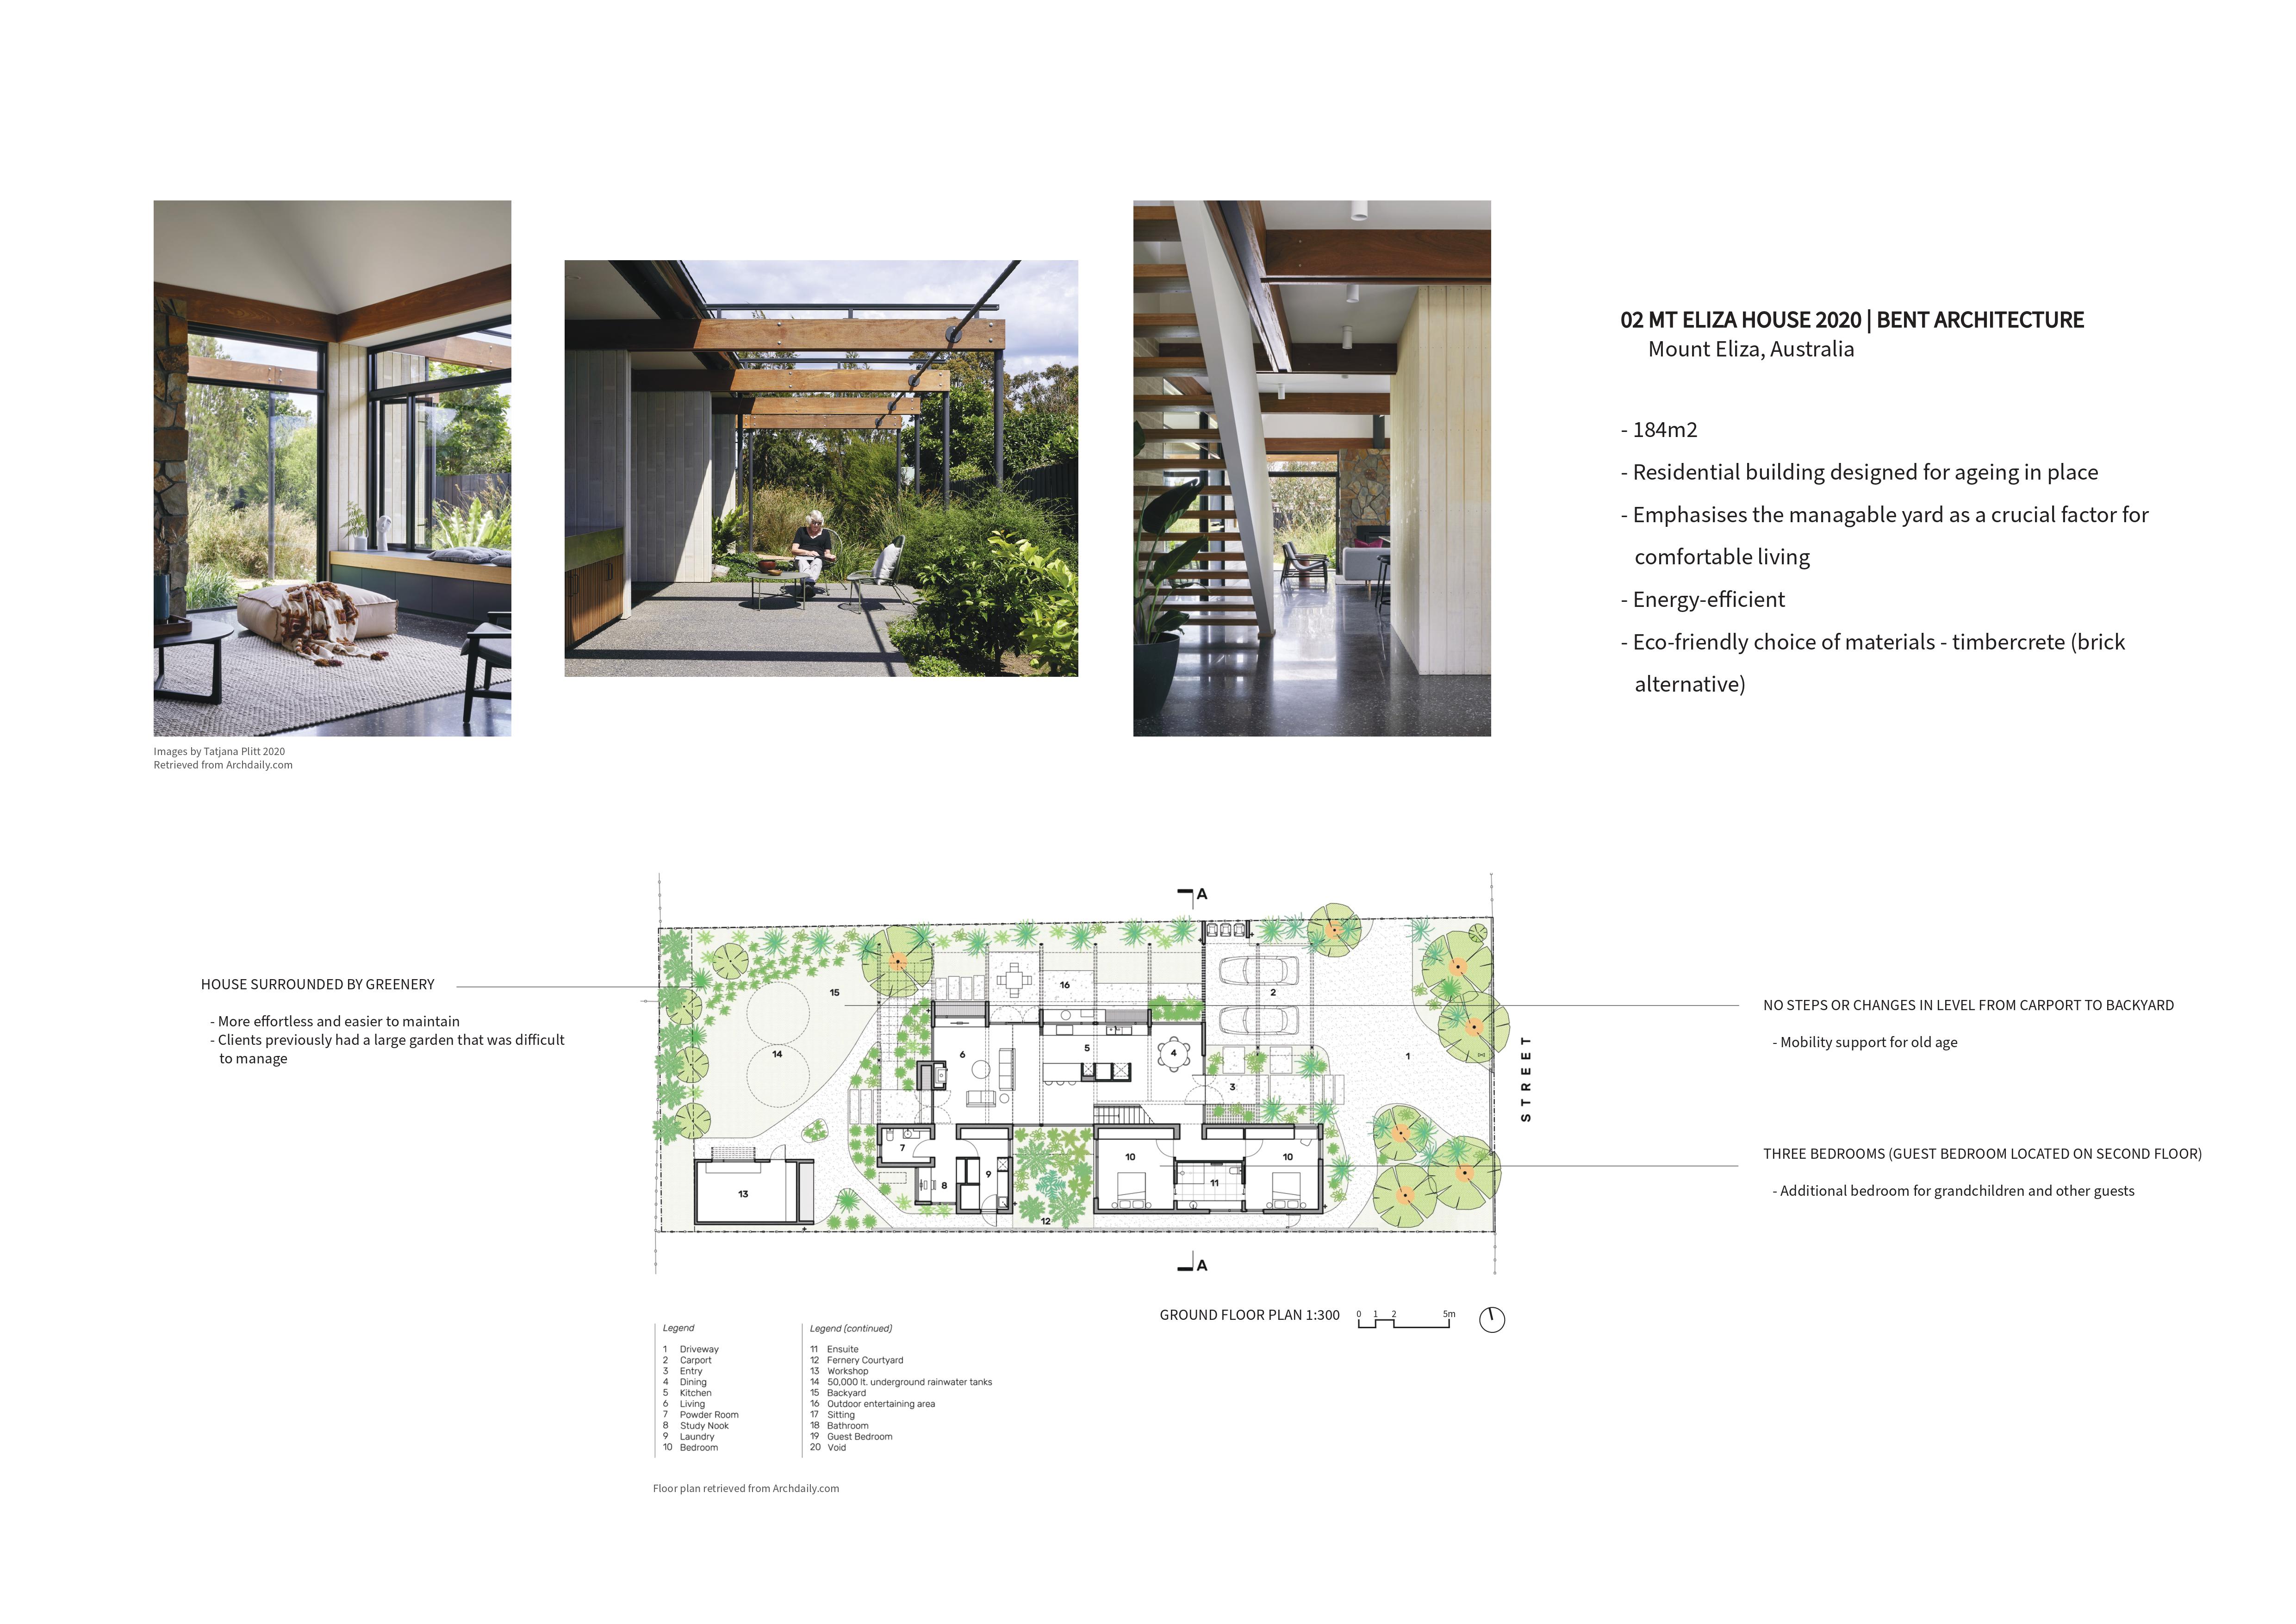 02 MT ELIZA HOUSE 2020 | BENT ARCHITECTURE
Mount Eliza, Australia
- 184m2
- Residential building designed for ageing in place
- Emphasises the managable yard as a crucial factor for
comfortable living
- Energy-efficient
- Eco-friendly choice of materials - timbercrete (brick
alternative)
Images by Tatjana Plitt 2020
Retrieved from Archdaily.com
HOUSE SURROUNDED BY GREENERY
- More effortless and easier to maintain
- Clients previously had a large garden that was difficult
to manage
A
15
16
2
14
6
5
4
1
3
7
10
10
9
8
11
13
12
A
STREET
NO STEPS OR CHANGES IN LEVEL FROM CARPORT TO BACKYARD
- Mobility support for old age
THREE BEDROOMS (GUEST BEDROOM LOCATED ON SECOND FLOOR)
- Additional bedroom for grandchildren and other guests
GROUND FLOOR PLAN 1:300
0 1 2 5m
Legend
1 Driveway
2 Carport
3 Entry
4 Dining
5 Kitchen
6 Living
7 Powder Room
8 Study Nook
9 Laundry
10 Bedroom
Legend (continued)
11 Ensuite
12 Fernery Courtyard
13 Workshop
14 50,000 lt. underground rainwater tanks
15 Backyard
16 Outdoor entertaining area
17 Sitting
18 Bathroom
19 Guest Bedroom
20 Void
Floor plan retrieved from Archdaily.com